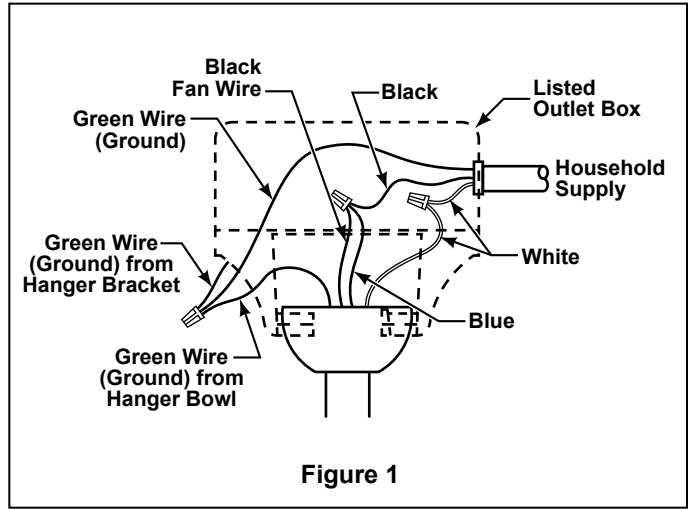 Black
Fan Wire
Black
Listed
Outlet Box
Green Wire
(Ground)
Household
Supply
Green Wire
(Ground) from
Hanger Bracket
White
Blue
Green Wire
(Ground) from
Hanger Bowl
Figure 1